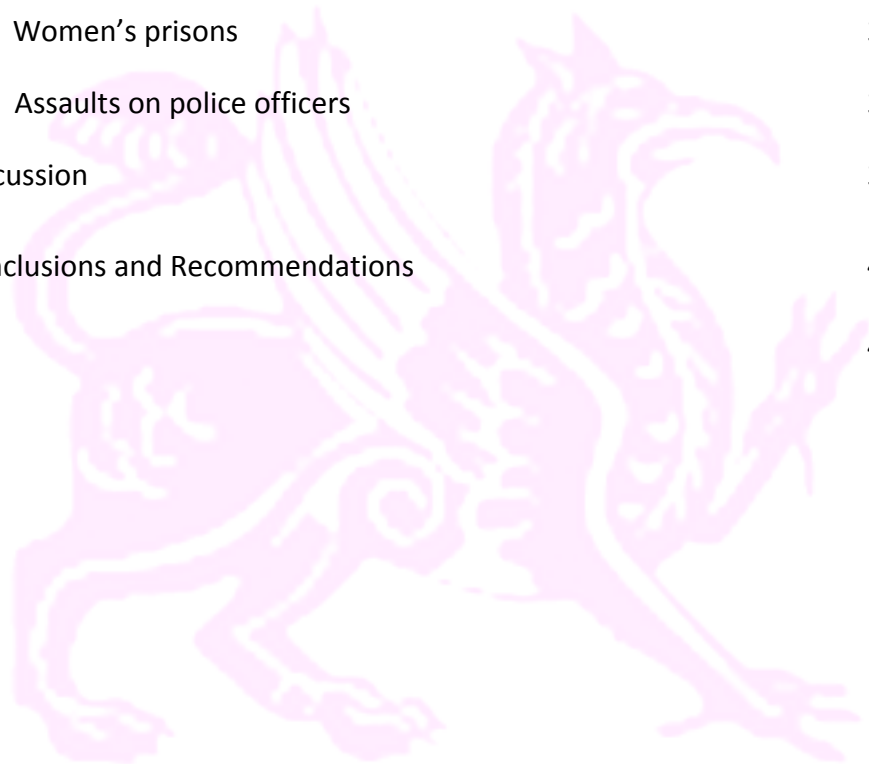 Women’s prisons
Assaults on police officers
cussion
nclusions and Recommendations